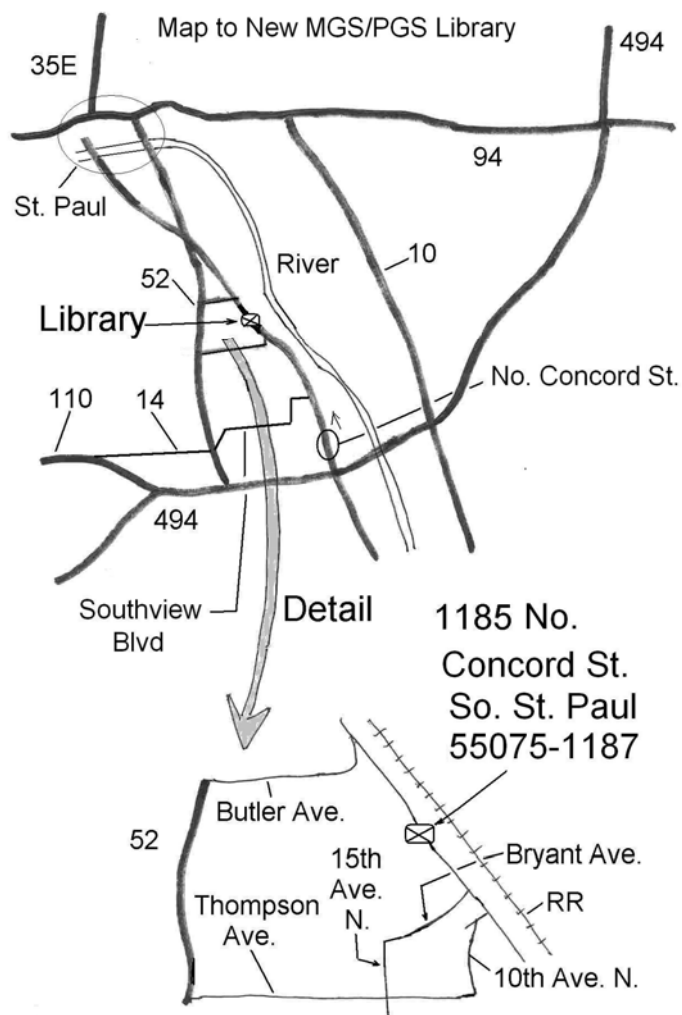 Map to New MGS/PGS Library
494
35E
94
St. Paul
River
10
52
Library
No. Concord St.
110
14
494
Southview
Blvd
Detail
1185 No.
Concord St.
So. St. Paul
55075-1187
Butler Ave.
52
15th
Ave.
N.
Bryant Ave.
RR
Thompson
Ave.
10th Ave. N.